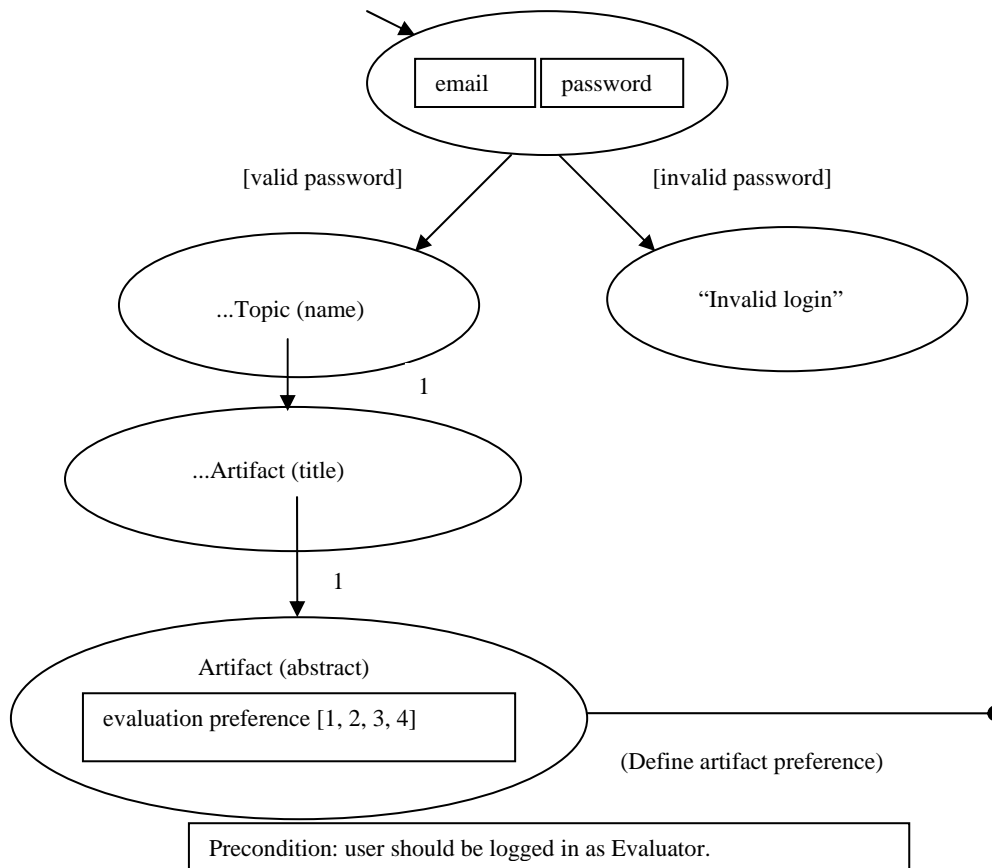 email password
[valid password] [invalid password]
...Topic (name)
“Invalid login”
1
...Artifact (title)
1
Artifact (abstract)
evaluation preference [1, 2, 3, 4]
(Define artifact preference)
Precondition: user should be logged in as Evaluator.